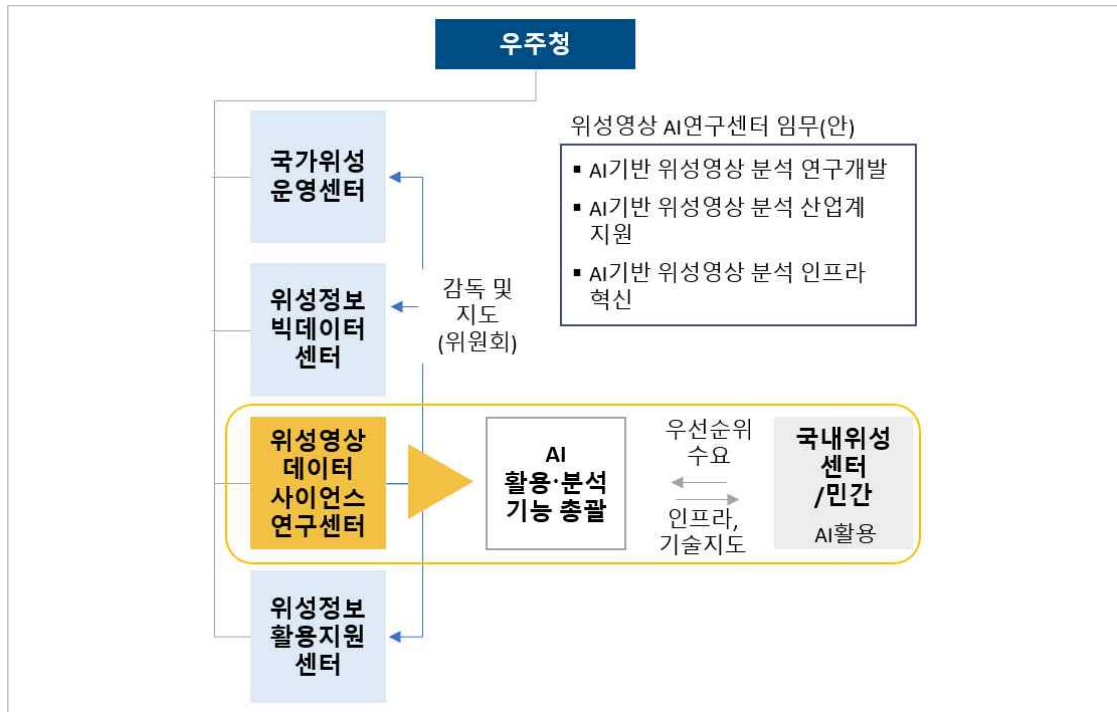 우주청
국가위성
운영센터
위성정보
빅데이터
센터
위성영상
데이터
사이언스
연구센터
위성정보
활용지원
센터
감독 및
지도
(위원회)
위성영상 AI연구센터 임무(안)
▪ AI기반 위성영상 분석 연구개발
▪ AI기반 위성영상 분석 산업계
지원
▪ AI기반 위성영상 분석 인프라
혁신
AI
활용·분석
기능 총괄
우선순위
수요
인프라,
기술지도
국내위성
센터
/민간
AI활용